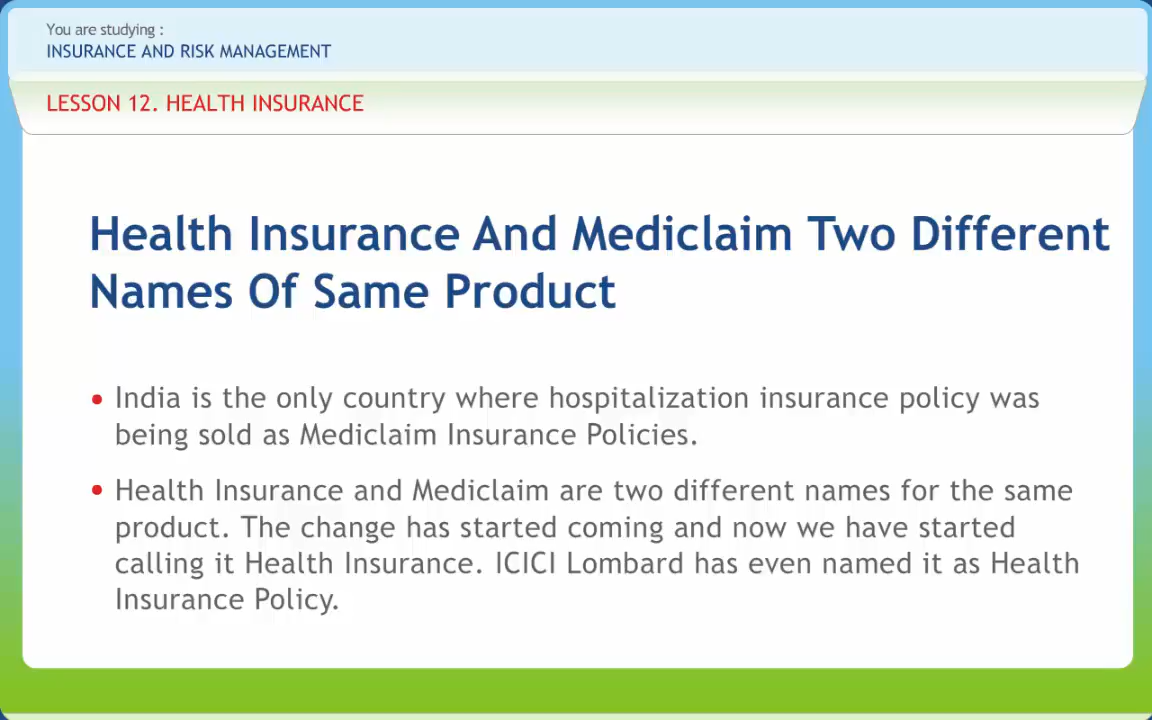 You are studying :
INSURANCE AND RISK MANAGEMENT
LESSON 12. HEALTH INSURANCE
Health Insurance And Mediclaim Two Different
Names Of Same Product
• India is the only country where hospitalization insurance policy was
being sold as Mediclaim Insurance Policies.
• Health Insurance and Mediclaim are two different names for the same
product. The change has started coming and now we have started
calling it Health Insurance. ICICI Lombard has even named it as Health
Insurance Policy.